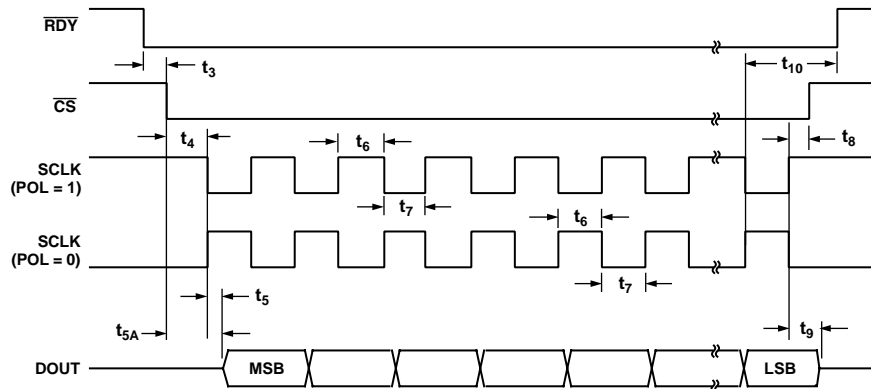 RDY
t3
t10
CS
t4
t6
t8
SCLK
(POL = 1)
t7
t6
SCLK
(POL = 0)
t7
t5
t5A
t9
DOUT
MSB
LSB